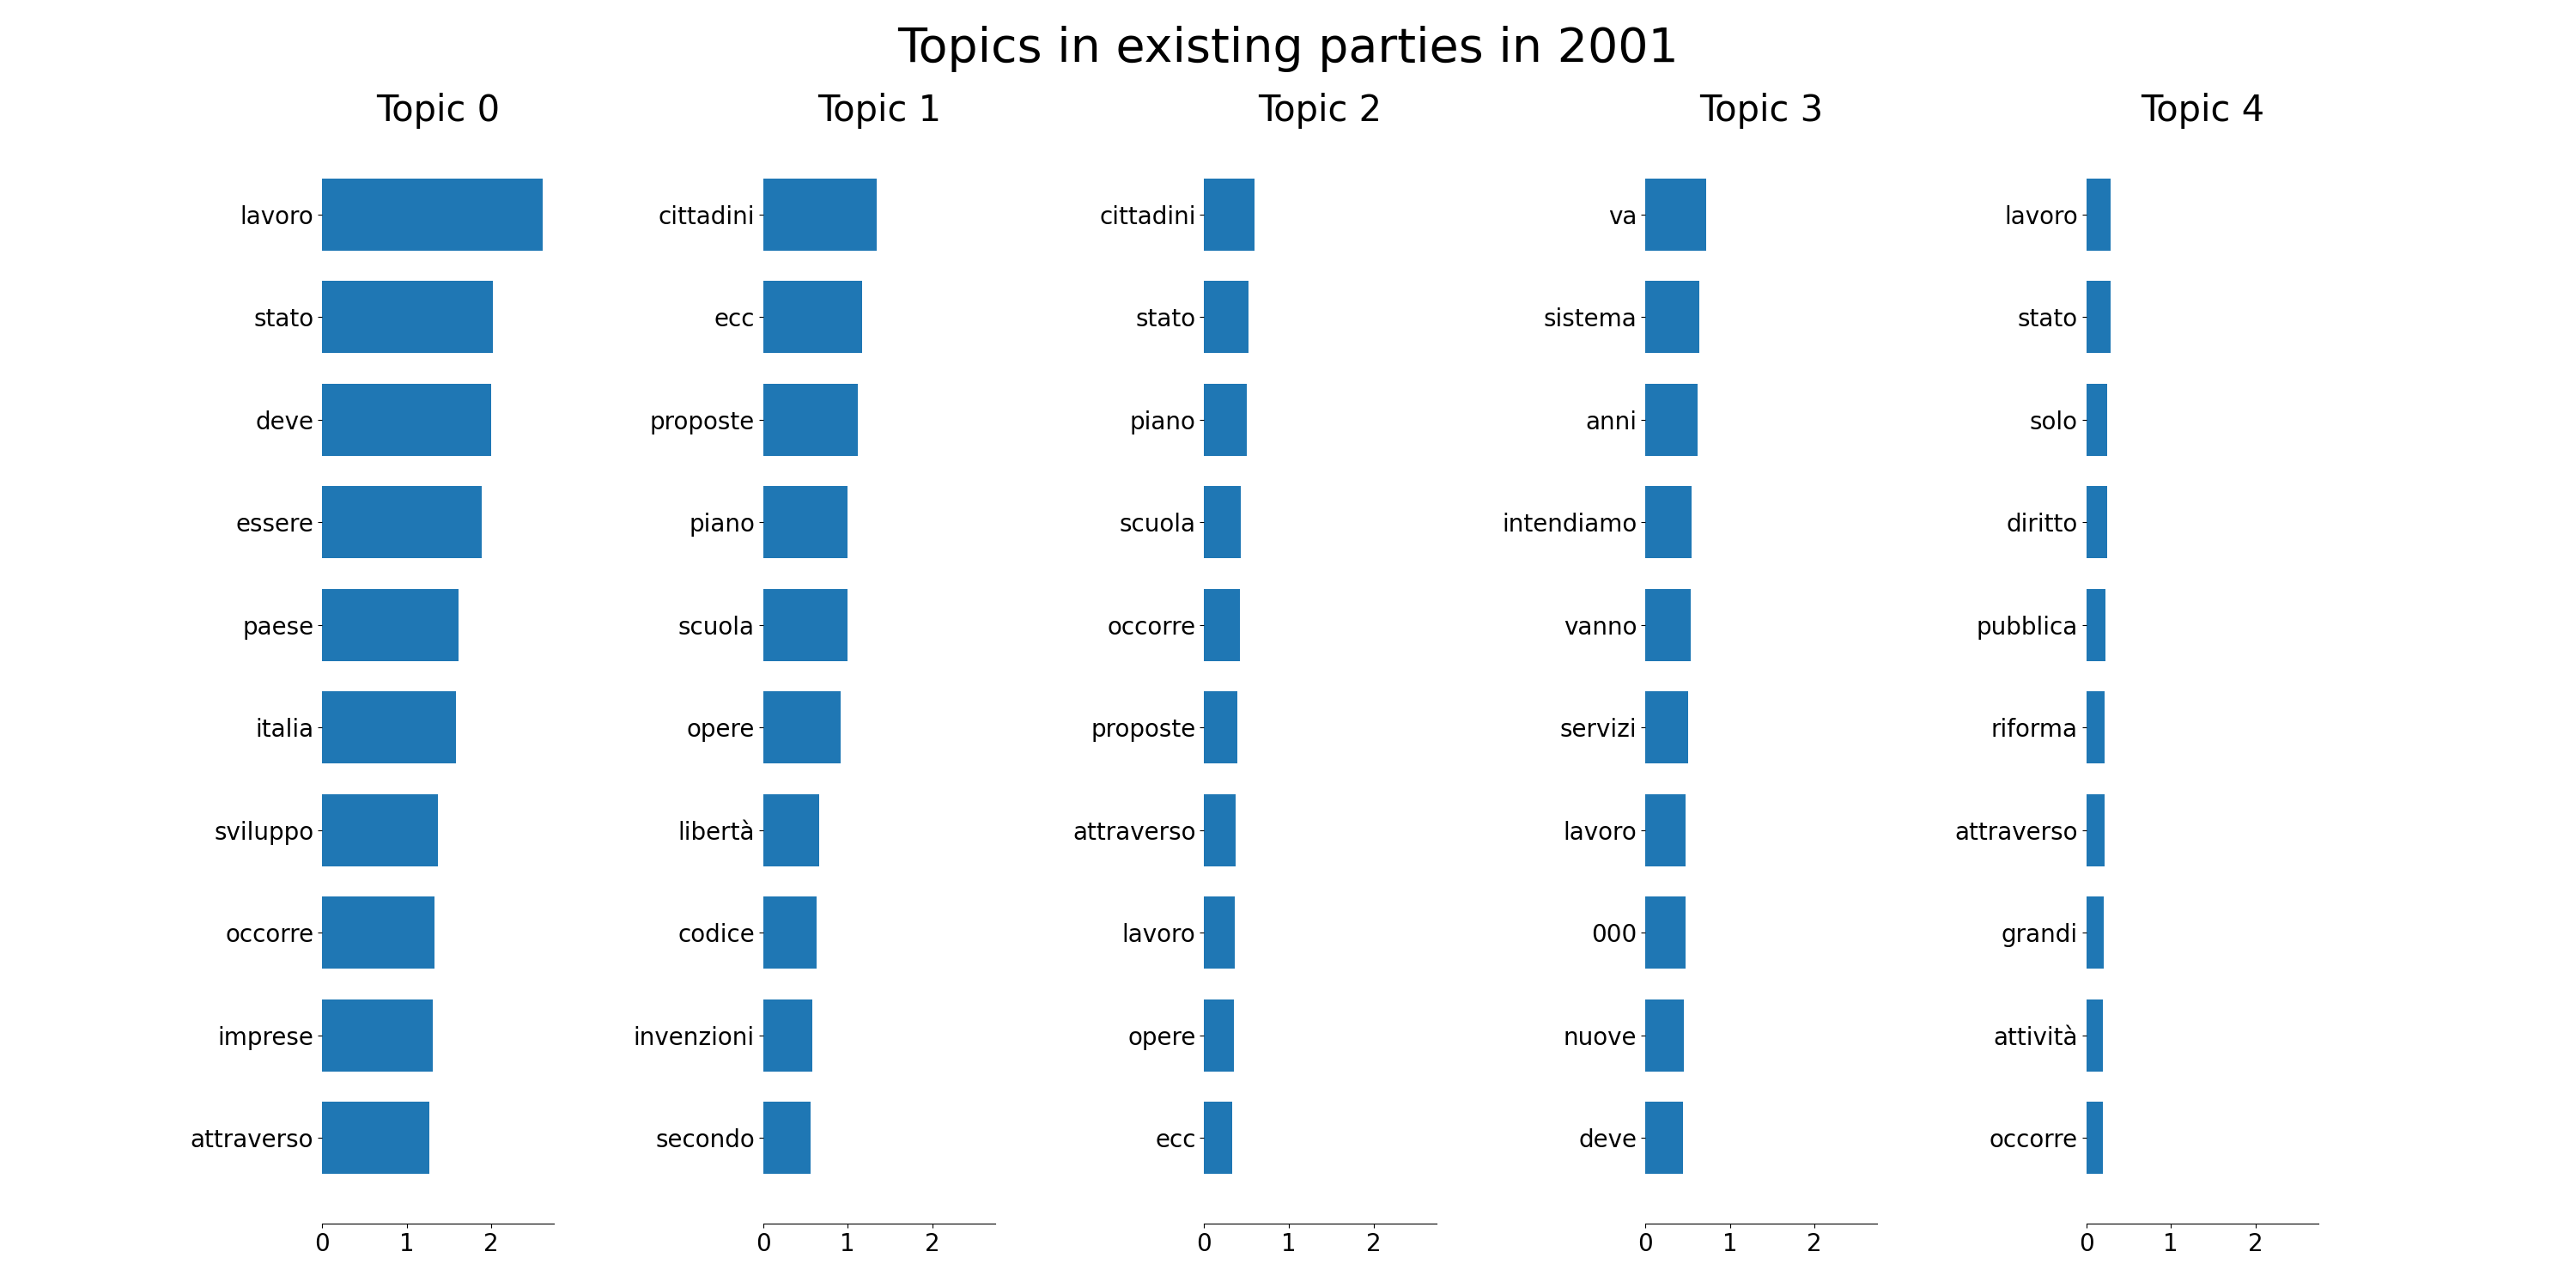 Topics in existing parties in 2001
Topic 0
lavoro
stato
deve
essere
paese
italia
sviluppo
occorre
imprese
attraverso
0 1 2
Topic 1
cittadini
ecc
proposte
piano
scuola
opere
libertà
codice
invenzioni
secondo
0 1 2
Topic 2
cittadini
stato
piano
scuola
occorre
proposte
attraverso
lavoro
opere
ecc
0 1 2
Topic 3
va
sistema
anni
intendiamo
vanno
servizi
lavoro
000
nuove
deve
0 1 2
Topic 4
lavoro
stato
solo
diritto
pubblica
riforma
attraverso
grandi
attività
occorre
0 1 2